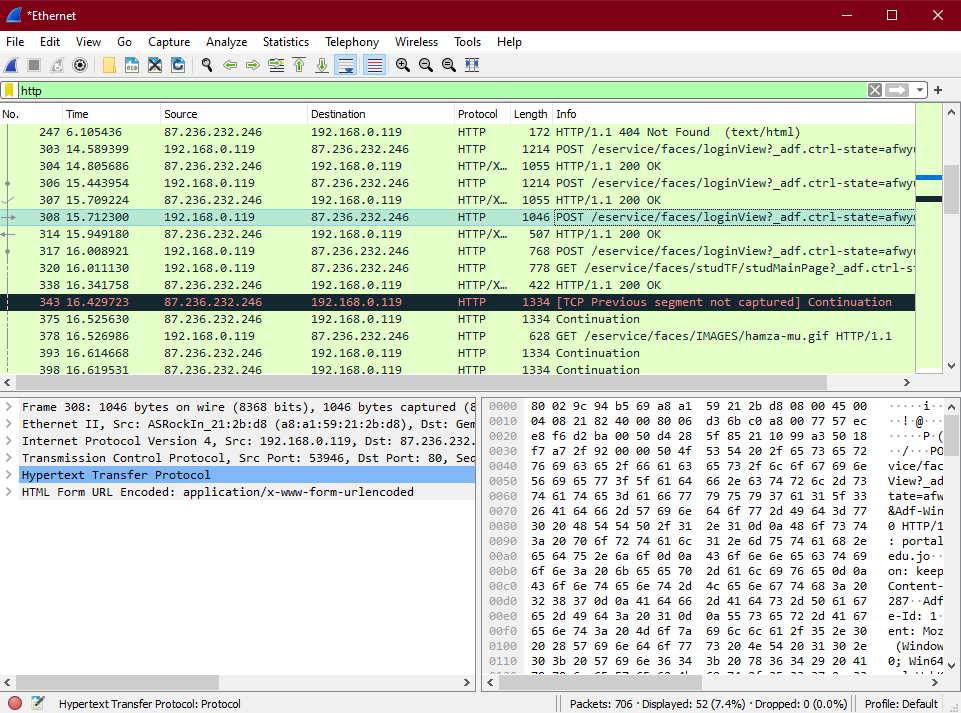 *Ethernet
File Edit View Go Capture Analyze Statistics Telephony Wireless Tools Help
http
No. Time Source Destination Protocol Length Info
247 6.105436 87.236.232.246 192.168.0.119 HTTP 172 HTTP/1.1 404 Not Found (text/html)
303 14.589399 192.168.0.119 87.236.232.246 HTTP 1214 POST /eservice/faces/loginView?_adf.ctrl-state=afwyu
304 14.805686 87.236.232.246 192.168.0.119 HTTP/X… 1055 HTTP/1.1 200 OK
306 15.443954 192.168.0.119 87.236.232.246 HTTP 1214 POST /eservice/faces/loginView?_adf.ctrl-state=afwyu
307 15.709224 87.236.232.246 192.168.0.119 HTTP/X… 1055 HTTP/1.1 200 OK
308 15.712300 192.168.0.119 87.236.232.246 HTTP 1046 POST /eservice/faces/loginView?_adf.ctrl-state=afwyu
314 15.949180 87.236.232.246 192.168.0.119 HTTP/X… 507 HTTP/1.1 200 OK
317 16.008921 192.168.0.119 87.236.232.246 HTTP 768 POST /eservice/faces/loginView?_adf.ctrl-state=afwyu
320 16.011130 192.168.0.119 87.236.232.246 HTTP 778 GET /eservice/faces/studTF/studMainPage?_adf.ctrl-s
338 16.341758 87.236.232.246 192.168.0.119 HTTP/X… 422 HTTP/1.1 200 OK
343 16.429723 87.236.232.246 192.168.0.119 HTTP 1334 [TCP Previous segment not captured] Continuation
375 16.525630 87.236.232.246 192.168.0.119 HTTP 1334 Continuation
378 16.526986 192.168.0.119 87.236.232.246 HTTP 628 GET /eservice/faces/IMAGES/hamza-mu.gif HTTP/1.1
393 16.614668 87.236.232.246 192.168.0.119 HTTP 1334 Continuation
398 16.619531 87.236.232.246 192.168.0.119 HTTP 1334 Continuation
Frame 308: 1046 bytes on wire (8368 bits), 1046 bytes captured (8
Ethernet II, Src: ASRockIn_21:2b:d8 (a8:a1:59:21:2b:d8), Dst: Gem
Internet Protocol Version 4, Src: 192.168.0.119, Dst: 87.236.232.
Transmission Control Protocol, Src Port: 53946, Dst Port: 80, Seq
Hypertext Transfer Protocol
HTML Form URL Encoded: application/x-www-form-urlencoded
0000 80 02 9c 94 b5 69 a8 a1 59 21 2b d8 08 00 45 00 ·····i··
0010 04 08 21 82 40 00 80 06 d3 6b c0 a8 00 77 57 ec ··!·@···
0020 e8 f6 d2 ba 00 50 d4 28 5f 85 21 10 99 a3 50 18 ·····P·(
0030 f7 a7 2f 92 00 00 50 4f 53 54 20 2f 65 73 65 72 ··/···PO
0040 76 69 63 65 2f 66 61 63 65 73 2f 6c 6f 67 69 6e vice/fac
0050 56 69 65 77 3f 5f 61 64 66 2e 63 74 72 6c 2d 73 View?_ad
0060 74 61 74 65 3d 61 66 77 79 75 79 37 61 31 5f 33 tate=afw
0070 26 41 64 66 2d 57 69 6e 64 6f 77 2d 49 64 3d 77 &Adf-Win
0080 30 20 48 54 54 50 2f 31 2e 31 0d 0a 48 6f 73 74 0 HTTP/1
0090 3a 20 70 6f 72 74 61 6c 31 2e 6d 75 74 61 68 2e : portal
00a0 65 64 75 2e 6a 6f 0d 0a 43 6f 6e 6e 65 63 74 69 edu.jo··
00b0 6f 6e 3a 20 6b 65 65 70 2d 61 6c 69 76 65 0d 0a on: keep
00c0 43 6f 6e 74 65 6e 74 2d 4c 65 6e 67 74 68 3a 20 Content-
00d0 32 38 37 0d 0a 41 64 66 2d 41 64 73 2d 50 61 67 287··Adf
00e0 65 2d 49 64 3a 20 31 0d 0a 55 73 65 72 2d 41 67 e-Id: 1·
00f0 65 6e 74 3a 20 4d 6f 7a 69 6c 6c 61 2f 35 2e 30 ent: Moz
0100 20 28 57 69 6e 64 6f 77 73 20 4e 54 20 31 30 2e (Window
0110 30 3b 20 57 69 6e 36 34 3b 20 78 36 34 29 20 41 0; Win64
Hypertext Transfer Protocol: Protocol
Packets: 706 · Displayed: 52 (7.4%) · Dropped: 0 (0.0%) Profile: Default